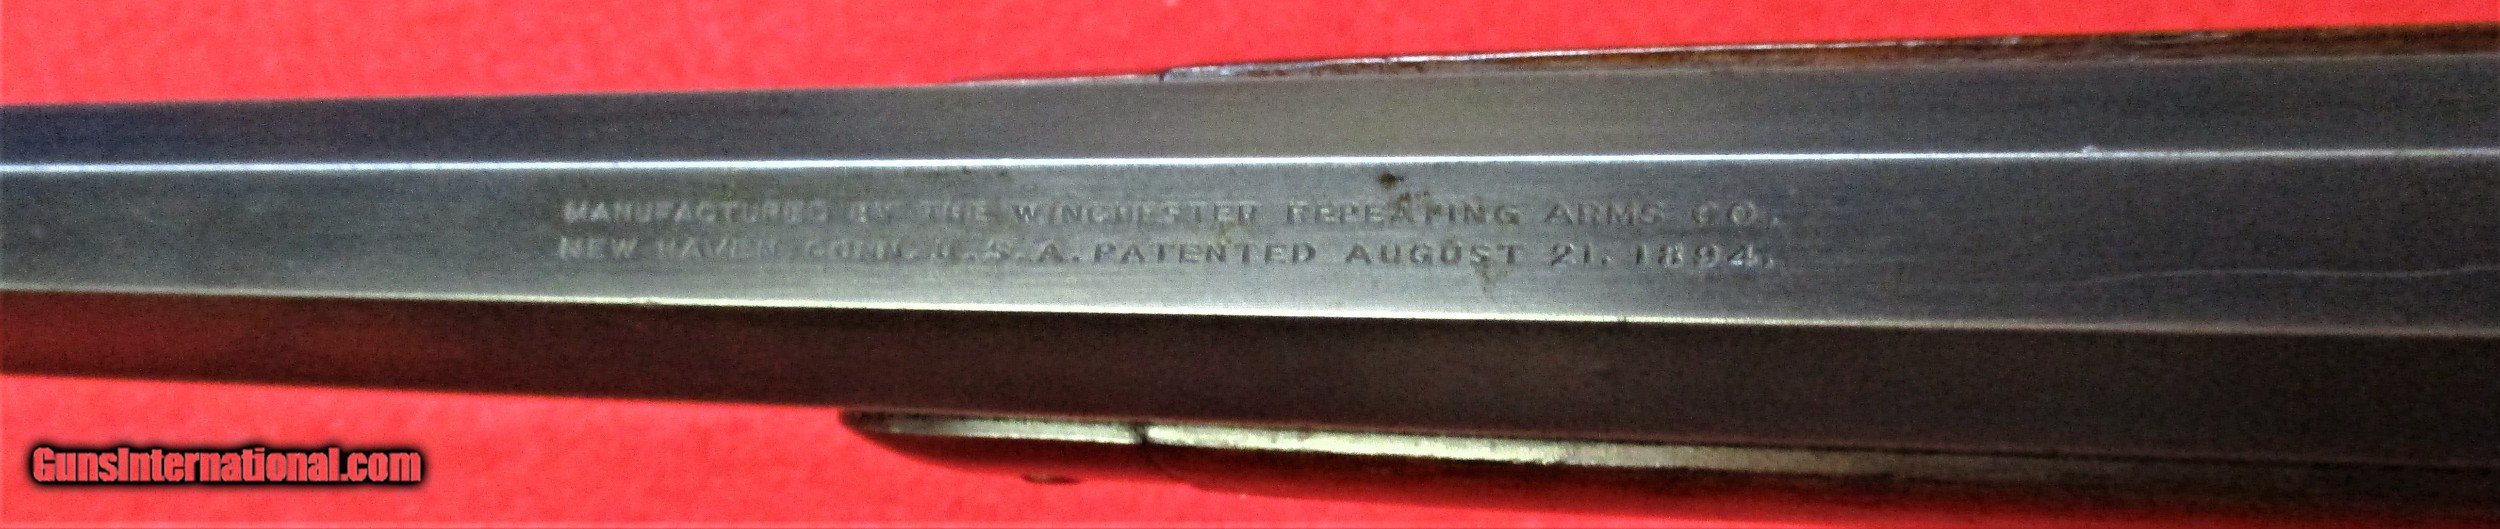 MANUFACTURED BY THE WINCHESTER REPEATING ARMS CO.
NEW HAVEN. CONN. U.S.A. PATENTED AUGUST 21. 1894.
GunsInternational.com